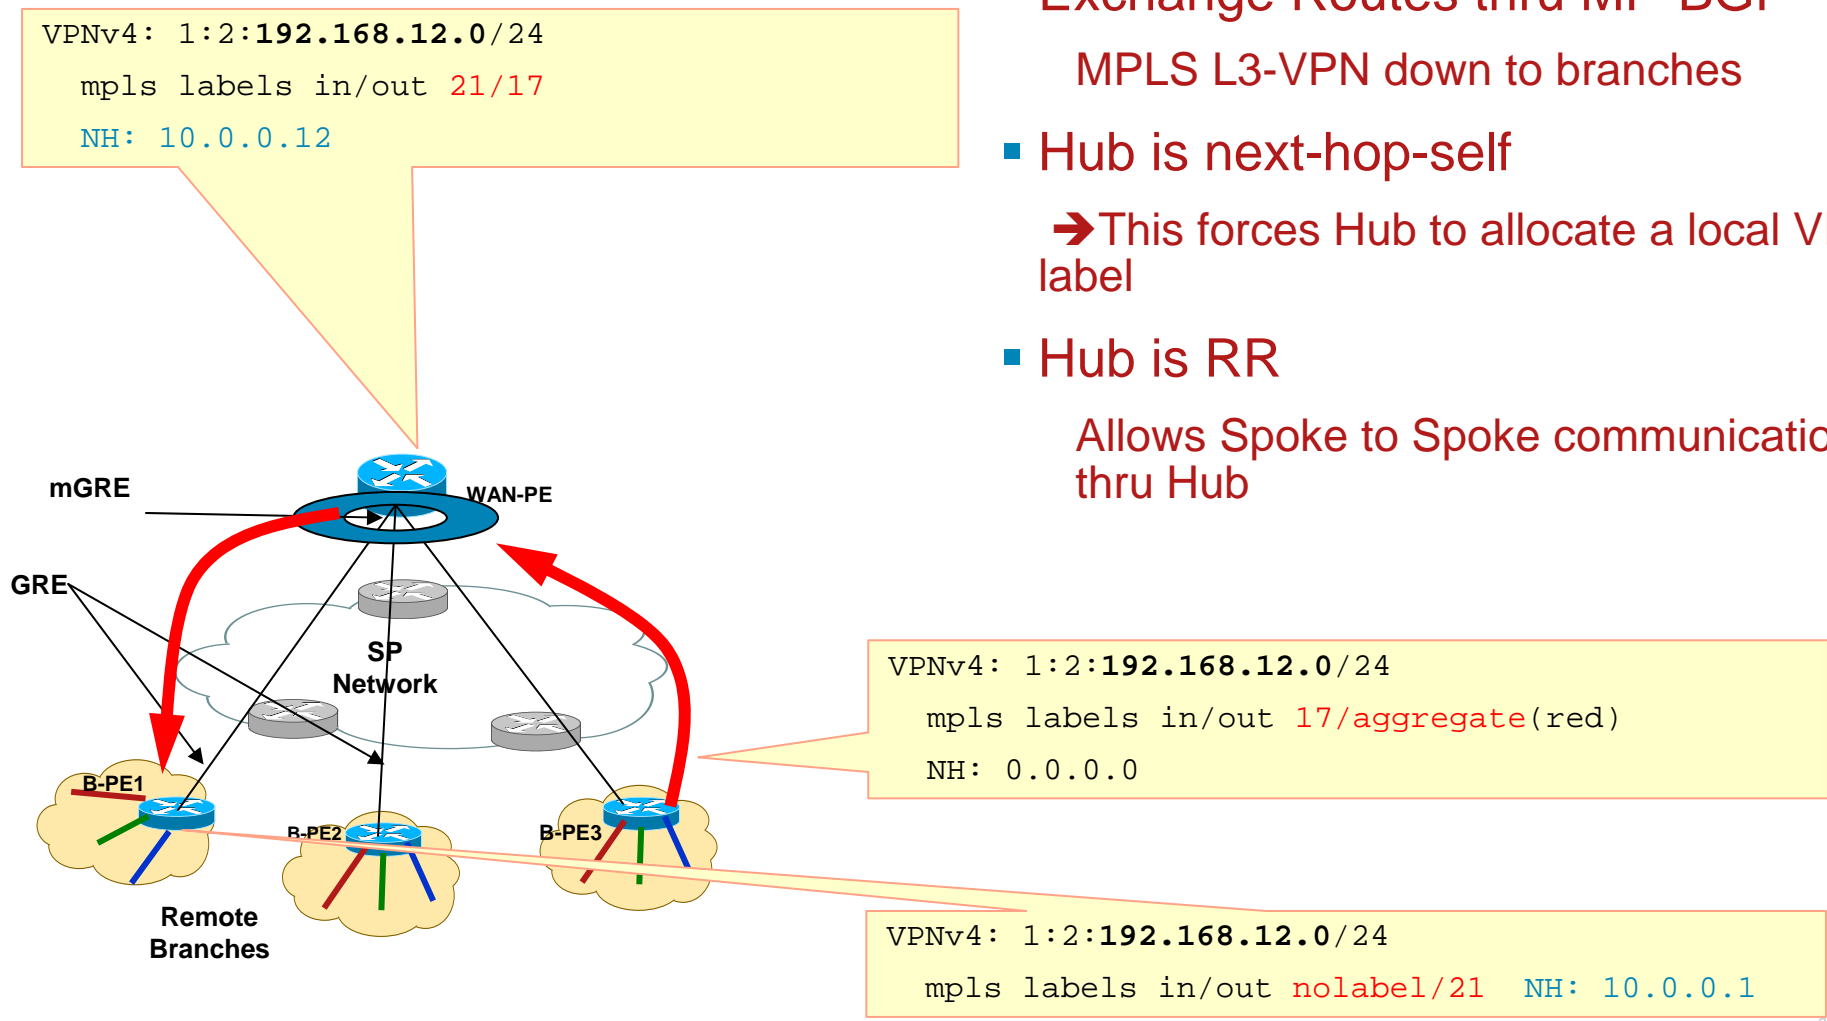 VPNv4: 1:2:192.168.12.0/24
mpls labels in/out 21/17
NH: 10.0.0.12
Exchange Routes thru MP-BGP
MPLS L3-VPN down to branches
Hub is next-hop-self
➔This forces Hub to allocate a local
label
Hub is RR
Allows Spoke to Spoke
thru Hub
mGRE
WAN-PE
GRE
SP
Network
VPNv4: 1:2:192.168.12.0/24
mpls labels in/out 17/aggregate(red)
NH: 0.0.0.0
B-PE1
B-PE2
B-PE3
Remote
Branches
VPNv4: 1:2:192.168.12.0/24
mpls labels in/out nolabel/21 NH: 10.0.0.1